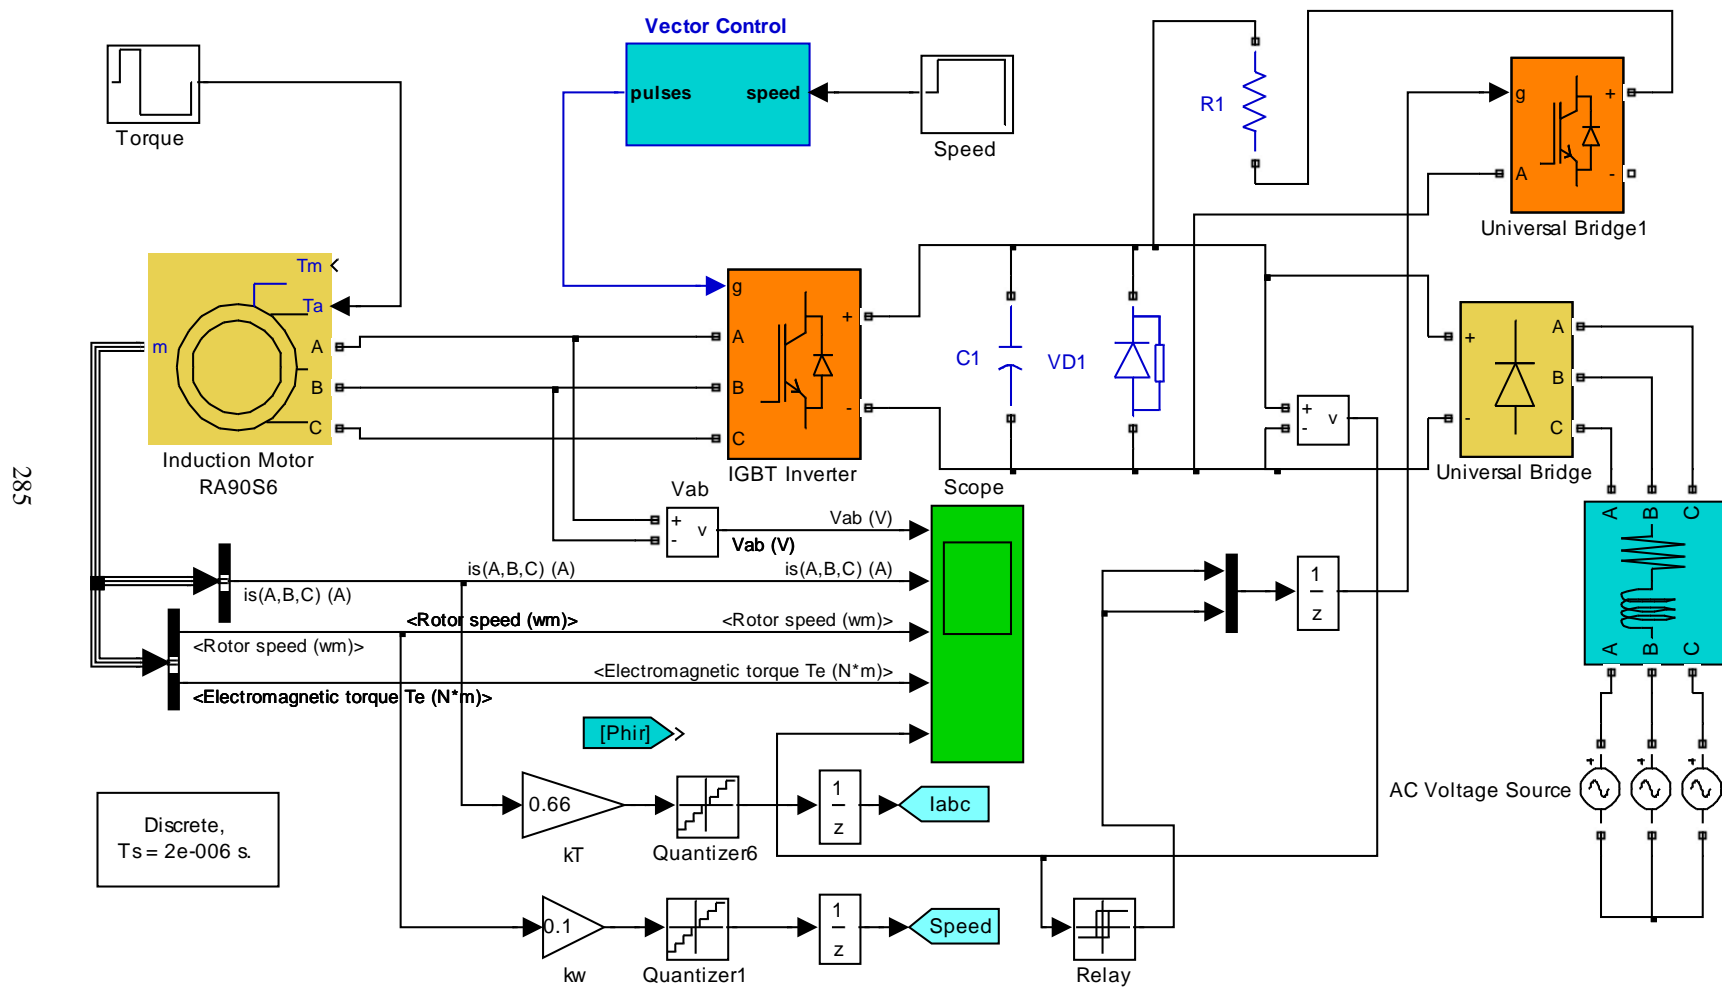 Vector Control
pulses
speed
Torque
Speed
R1
g
+
A
-
Universal Bridge1
Tm
Ta
m
A
B
C
Induction Motor
RA90S6
g
A
B
C
+
-
IGBT Inverter
C1
VD1
+
-
v
+
-
A
B
C
Universal Bridge
285
Vab
+
-
v
Vab (V)
Vab (V)
Scope
is(A,B,C) (A)
is(A,B,C) (A)
is(A,B,C) (A)
<Rotor speed (wm)>
<Rotor speed (wm)>
<Rotor speed (wm)>
<Electromagnetic torque Te (N*m)>
<Electromagnetic torque Te (N*m)>
[Phir]
1
z
A
B
C
A
B
C
+
+
+
AC Voltage Source
Discrete,
Ts = 2e-006 s.
0.66
kT
Quantizer6
1
z
Iabc
0.1
kw
Quantizer1
1
z
Speed
Relay